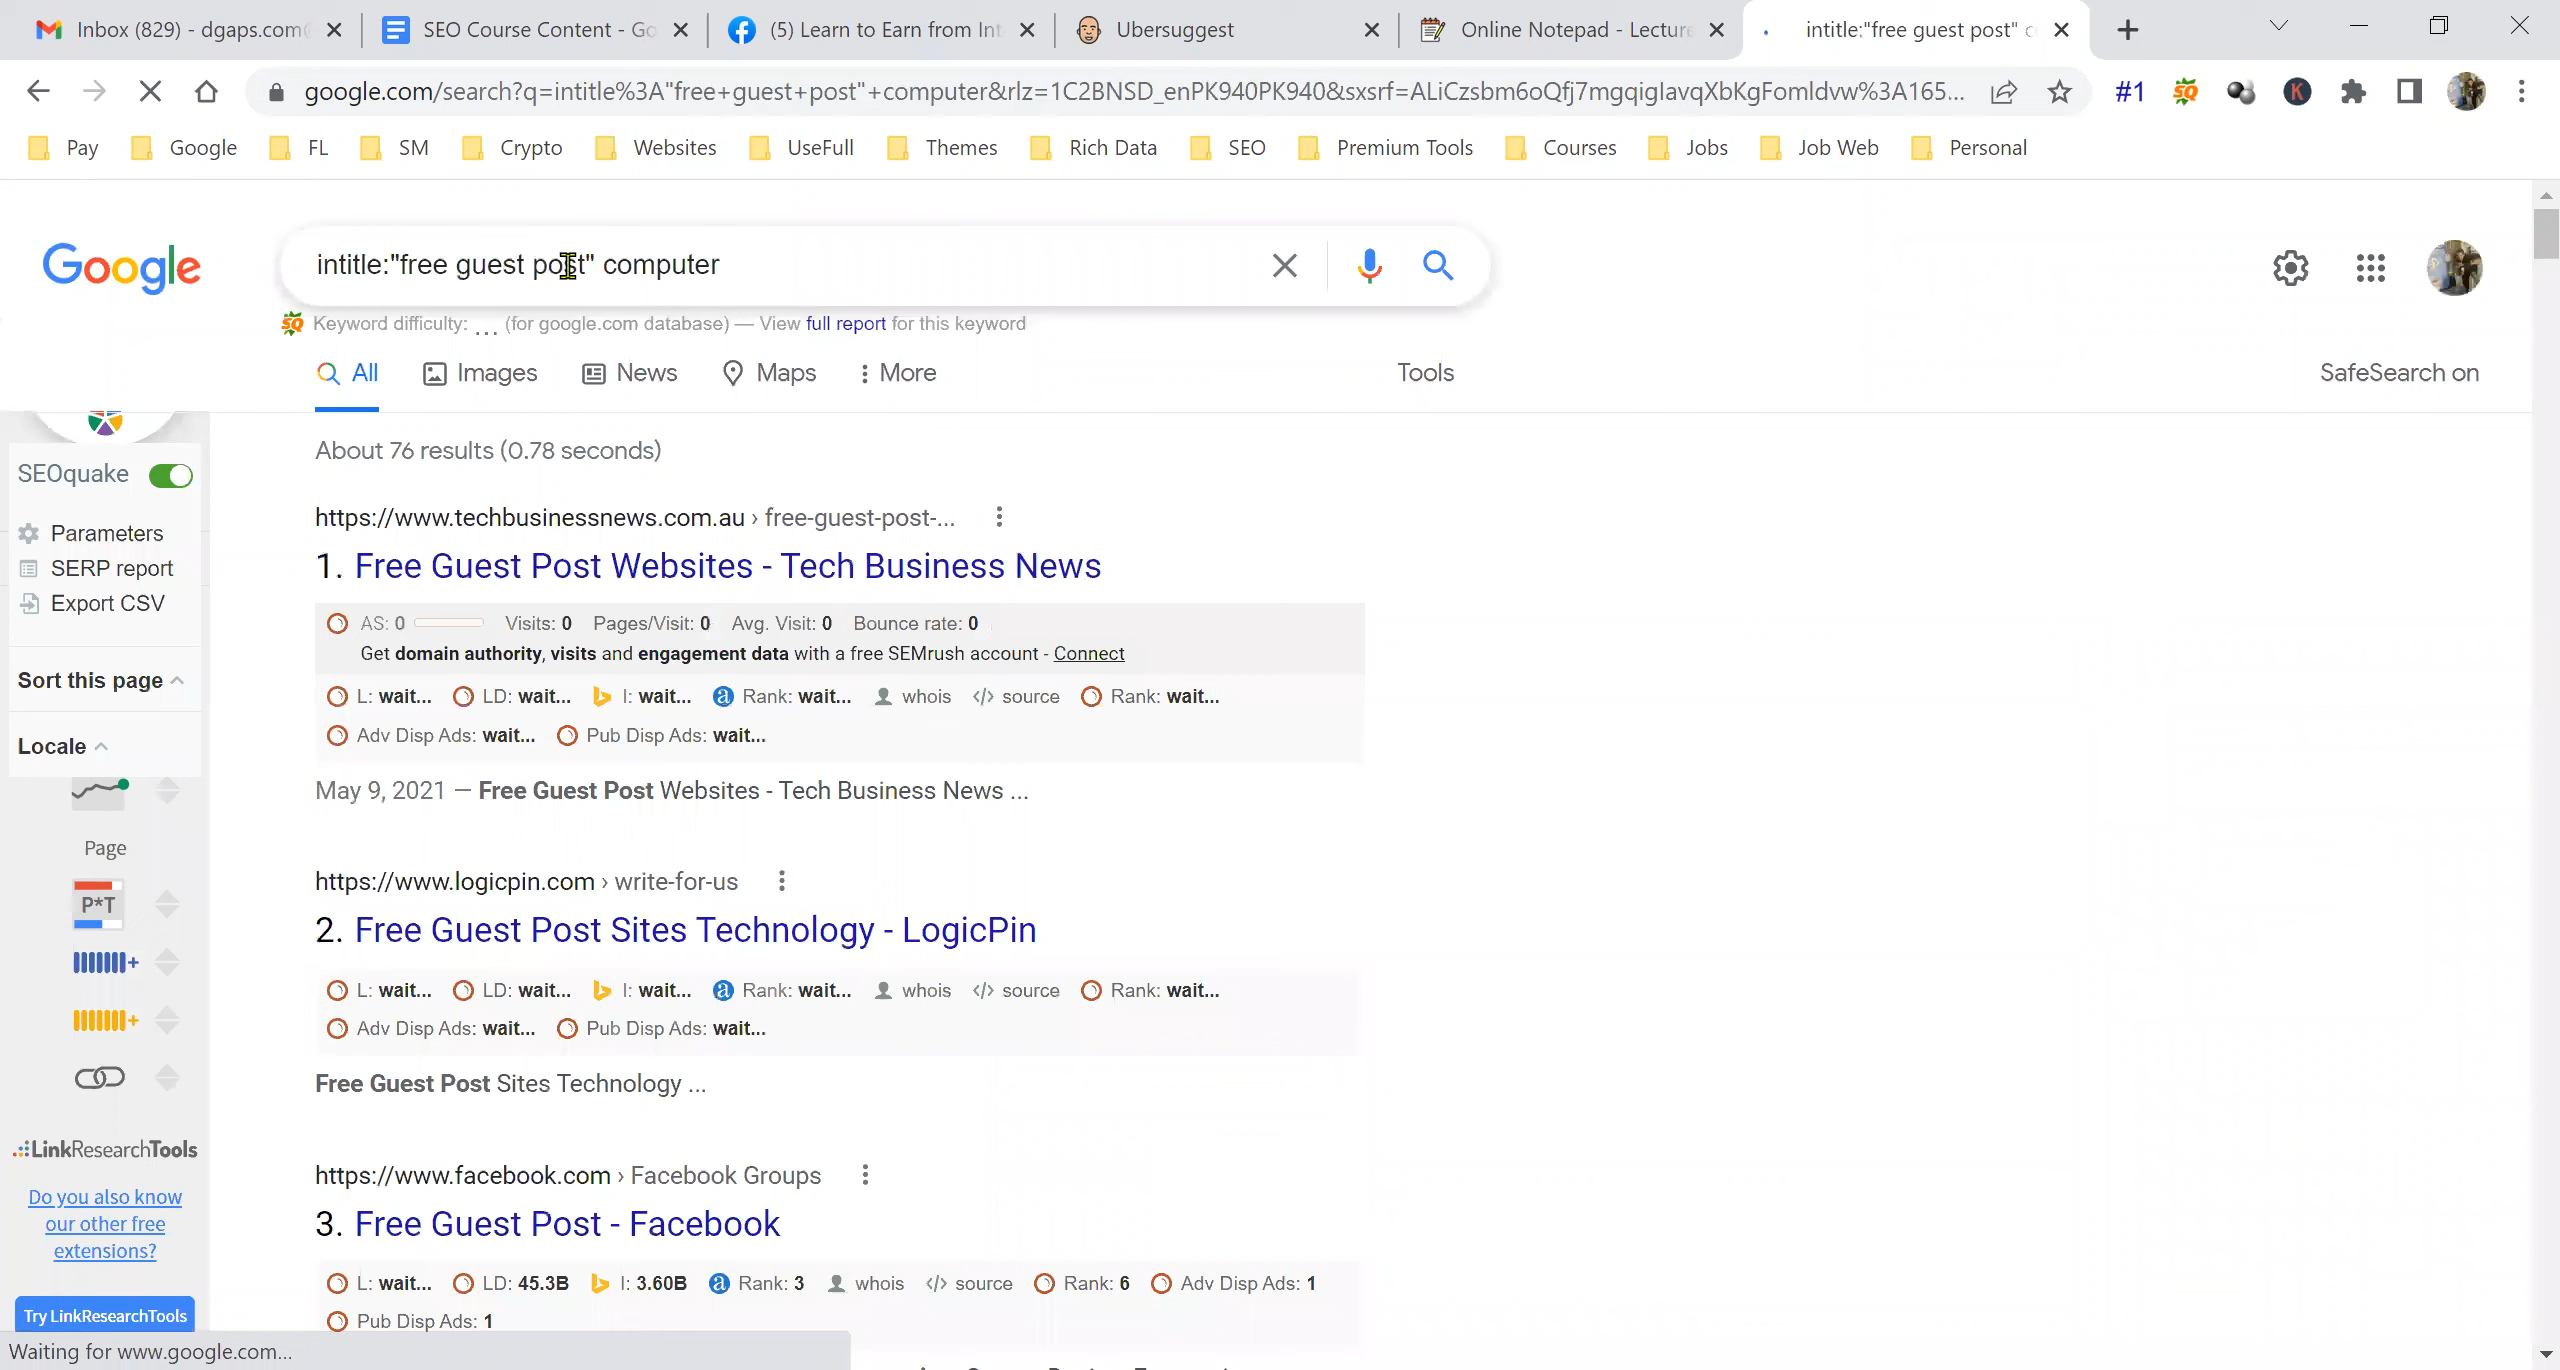 Inbox (829) - dgaps.com@
SEO Course Content - Go
(5) Learn to Earn from Int
Ubersuggest
Online Notepad - Lecture
intitle:"free guest post" c
google.com/search?q=intitle%3A"free+guest+post"+computer&rlz=1C2BNSD_enPK940PK940&sxsrf=ALiCzsbm6oQfj7mgqigIavqXbKgFomldvw%3A165...
#1
SQ
K
Pay
Google
FL
SM
Crypto
Websites
UseFull
Themes
Rich Data
SEO
Premium Tools
Courses
Jobs
Job Web
Personal
Google
intitle:"free guest post" computer
SQ Keyword difficulty: ... (for google.com database) — View full report for this keyword
All
Images
News
Maps
More
Tools
SafeSearch on
About 76 results (0.78 seconds)
SEOquake
Parameters
SERP report
Export CSV
Sort this page
Locale
Page
P*T
LinkResearchTools
Do you also know
our other free
extensions?
Try LinkResearchTools
https://www.techbusinessnews.com.au › free-guest-post-...
1. Free Guest Post Websites - Tech Business News
AS: 0 Visits: 0 Pages/Visit: 0 Avg. Visit: 0 Bounce rate: 0
Get domain authority, visits and engagement data with a free SEMrush account - Connect
L: wait... LD: wait... I: wait... a Rank: wait... whois </> source Rank: wait...
Adv Disp Ads: wait... Pub Disp Ads: wait...
May 9, 2021 — Free Guest Post Websites - Tech Business News ...
https://www.logicpin.com › write-for-us
2. Free Guest Post Sites Technology - LogicPin
L: wait... LD: wait... I: wait... a Rank: wait... whois </> source Rank: wait...
Adv Disp Ads: wait... Pub Disp Ads: wait...
Free Guest Post Sites Technology ...
https://www.facebook.com › Facebook Groups
3. Free Guest Post - Facebook
L: wait... LD: 45.3B I: 3.60B a Rank: 3 whois </> source Rank: 6 Adv Disp Ads: 1
Pub Disp Ads: 1
Waiting for www.google.com...